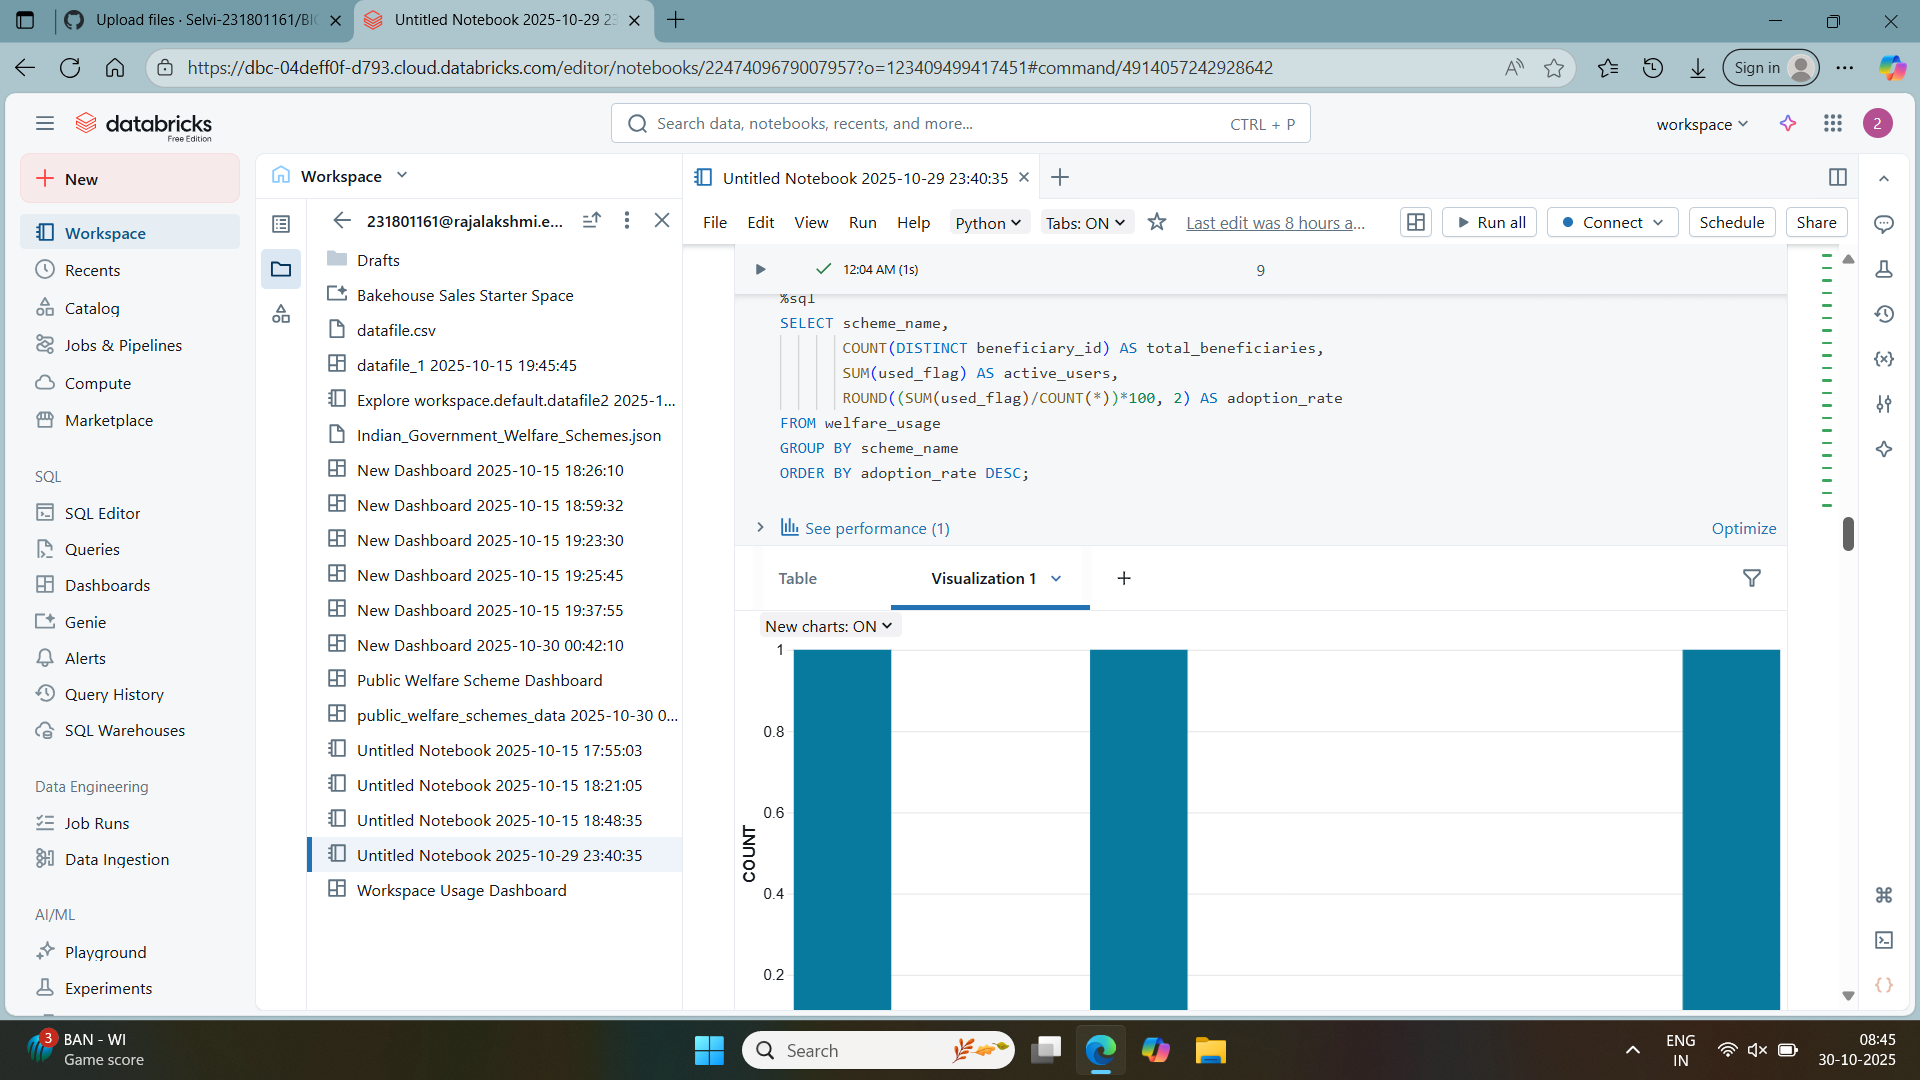 Upload files · Selvi-231801161/BI
Untitled Notebook 2025-10-29 23
https://dbc-04deff0f-d793.cloud.databricks.com/editor/notebooks/2247409679007957?o=123409499417451#command/4914057242928642
Sign in
databricks
Free Edition
Search data, notebooks, recents, and more...
CTRL + P
workspace
2
New
Workspace
Recents
Catalog
Jobs & Pipelines
Compute
Marketplace
SQL
SQL Editor
Queries
Dashboards
Genie
Alerts
Query History
SQL Warehouses
Data Engineering
Job Runs
Data Ingestion
AI/ML
Playground
Experiments
Workspace
231801161@rajalakshmi.e...
Drafts
Bakehouse Sales Starter Space
datafile.csv
datafile_1 2025-10-15 19:45:45
Explore workspace.default.datafile2 2025-1...
Indian_Government_Welfare_Schemes.json
New Dashboard 2025-10-15 18:26:10
New Dashboard 2025-10-15 18:59:32
New Dashboard 2025-10-15 19:23:30
New Dashboard 2025-10-15 19:25:45
New Dashboard 2025-10-15 19:37:55
New Dashboard 2025-10-30 00:42:10
Public Welfare Scheme Dashboard
public_welfare_schemes_data 2025-10-30 0...
Untitled Notebook 2025-10-15 17:55:03
Untitled Notebook 2025-10-15 18:21:05
Untitled Notebook 2025-10-15 18:48:35
Untitled Notebook 2025-10-29 23:40:35
Workspace Usage Dashboard
Untitled Notebook 2025-10-29 23:40:35
File Edit View Run Help Python Tabs: ON Last edit was 8 hours a... Run all Connect Schedule Share
12:04 AM (1s)
9
%sql
SELECT scheme_name,
COUNT(DISTINCT beneficiary_id) AS total_beneficiaries,
SUM(used_flag) AS active_users,
ROUND((SUM(used_flag)/COUNT(*))*100, 2) AS adoption_rate
FROM welfare_usage
GROUP BY scheme_name
ORDER BY adoption_rate DESC;
See performance (1)
Optimize
Table
Visualization 1
New charts: ON
1
0.8
0.6
0.4
0.2
COUNT
3
BAN - WI
Game score
Search
ENG
IN
08:45
30-10-2025